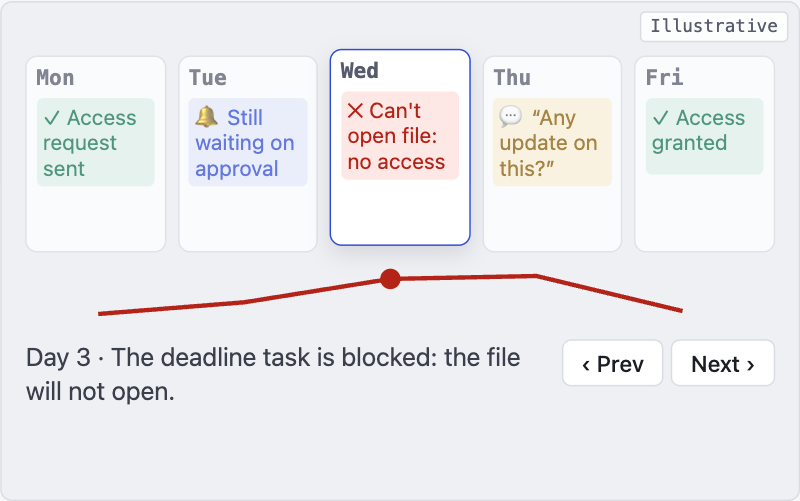 Illustrative
Mon
✓ Access
request
sent
Tue
🔔 Still
waiting on
approval
Wed
✕ Can't
open file:
no access
Thu
💬 “Any
update on
this?”
Fri
✓ Access
granted
Day 3 · The deadline task is blocked: the file
will not open.
‹ Prev
Next ›